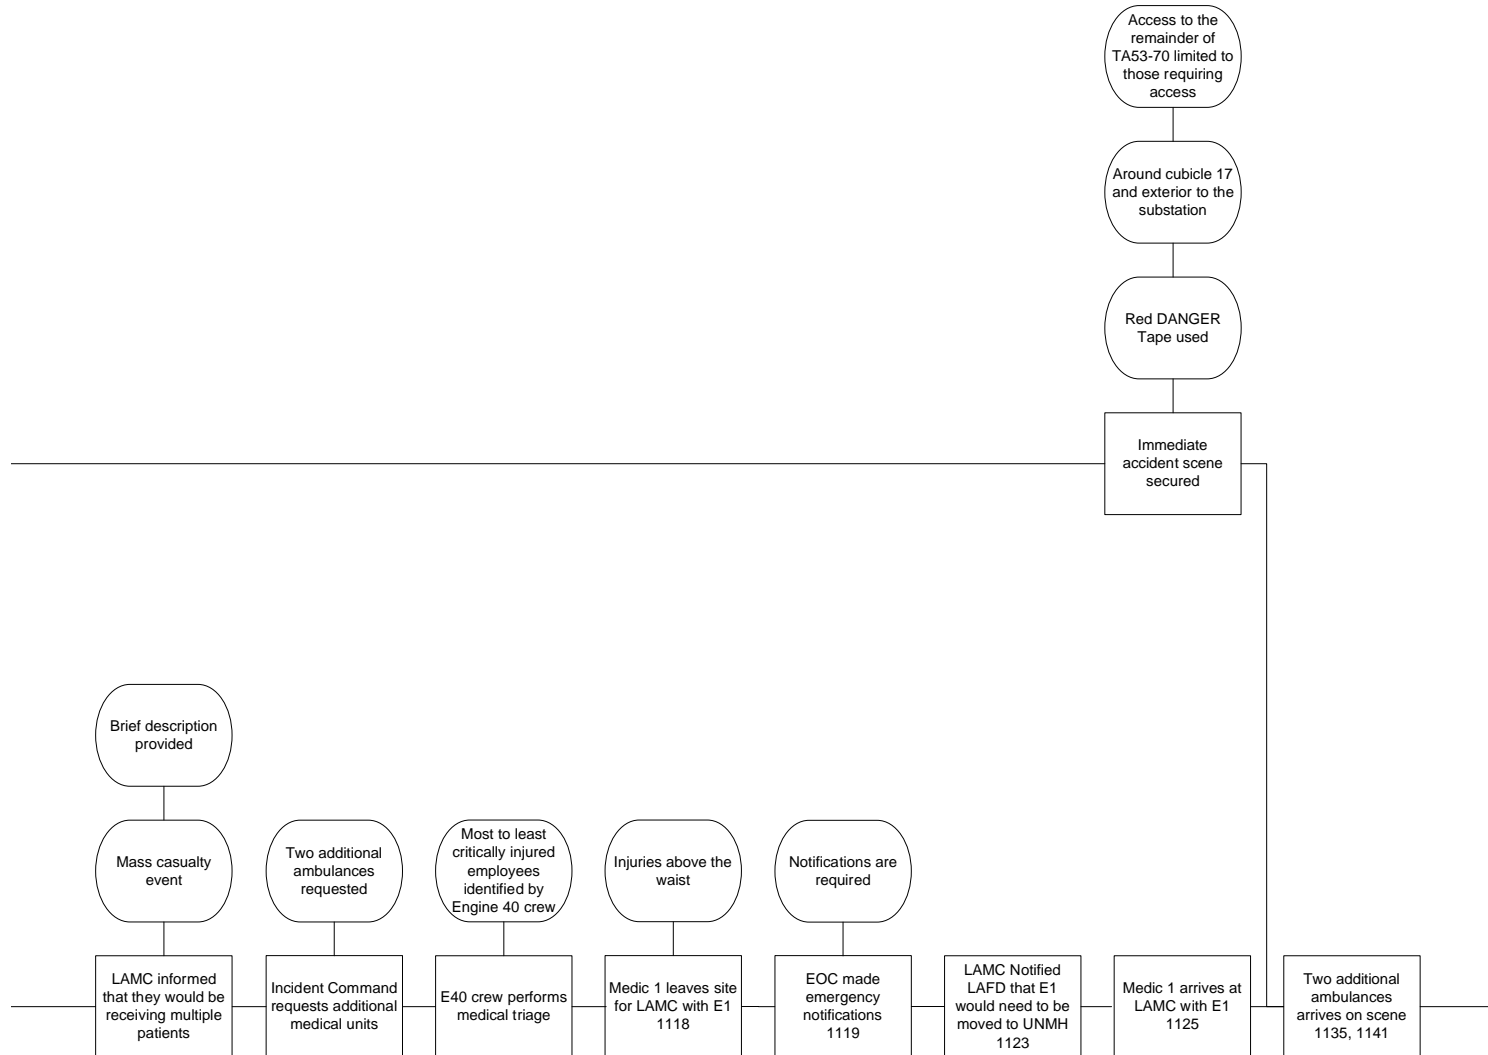 Access to the
remainder of
TA53-70 limited to
those requiring
access
Around cubicle 17
and exterior to the
substation
Red DANGER
Tape used
Immediate
accident scene
secured
Brief description
provided
Mass casualty
event
Two additional
ambulances
requested
Most to least
critically injured
employees
identified by
Engine 40 crew
Injuries above the
waist
Notifications are
required
LAMC informed
that they would be
receiving multiple
patients
Incident Command
requests additional
medical units
E40 crew performs
medical triage
Medic 1 leaves site
for LAMC with E1
1118
EOC made
emergency
notifications
1119
LAMC Notified
LAFD that E1
would need to be
moved to UNMH
1123
Medic 1 arrives at
LAMC with E1
1125
Two additional
ambulances
arrives on scene
1135, 1141